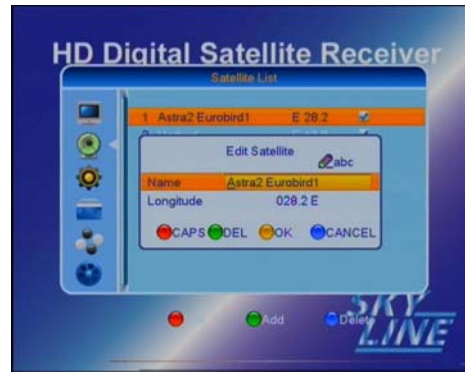 HD Digital Satellite Receiver
Satellite List
1 Astra2 Eurobird1 E 28.2
Edit Satellite
abc
Name Astra2 Eurobird1
Longitude 028.2 E
CAPS DEL OK CANCEL
Add Delete
SKY
LINE